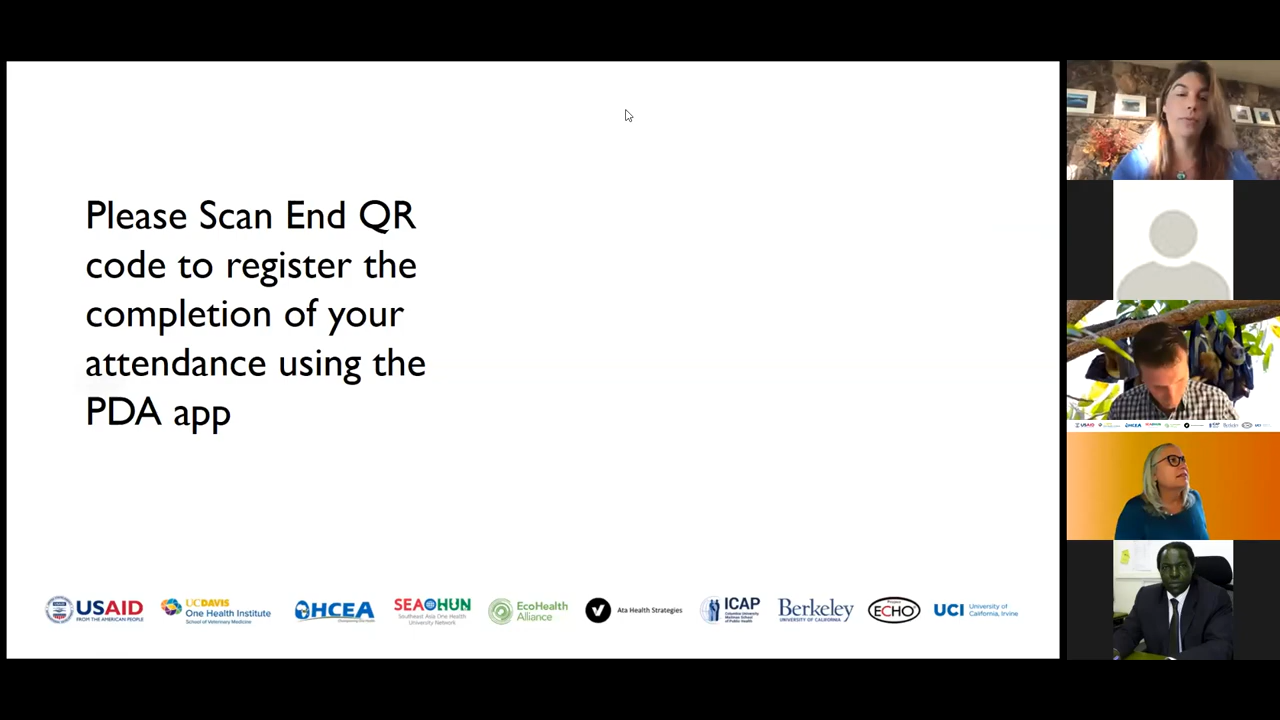 Please Scan End QR
code to register the
completion of your
attendance using the
PDA app
USAID
FROM THE AMERICAN PEOPLE
UCDAVIS
One Health Institute
School of Veterinary Medicine
OHCEA
SEAOHUN
Southeast Asia One Health
University Network
EcoHealth
Alliance
Ata Health Strategies
ICAP
Columbia University
Mailman School
of Public Health
Berkeley
UNIVERSITY OF CALIFORNIA
Project
ECHO
UCI University of
California, Irvine